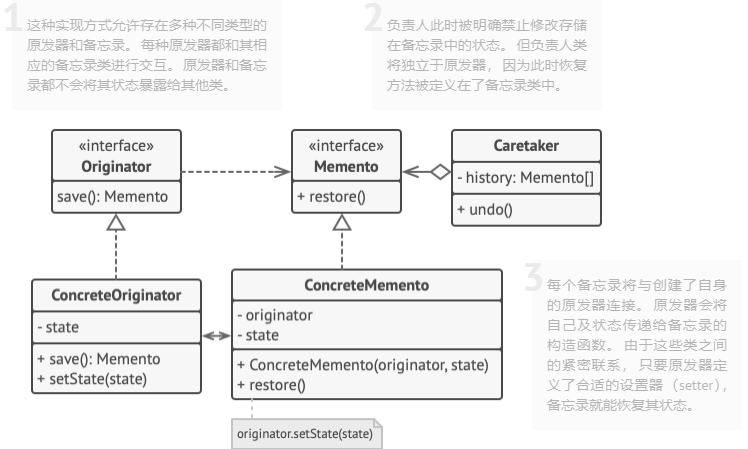 1
这种实现方式允许存在多种不同类型的
原发器和备忘录。 每种原发器都和其相
应的备忘录类进行交互。 原发器和备忘
录都不会将其状态暴露给其他类。
2
负责人此时被明确禁止修改存储
在备忘录中的状态。 但负责人类
将独立于原发器， 因为此时恢复
方法被定义在了备忘录类中。
«interface»
Originator
save(): Memento
«interface»
Memento
+ restore()
Caretaker
- history: Memento[]
+ undo()
ConcreteOriginator
- state
+ save(): Memento
+ setState(state)
ConcreteMemento
- originator
- state
+ ConcreteMemento(originator, state)
+ restore()
originator.setState(state)
3
每个备忘录将与创建了自身
的原发器连接。 原发器会将
自己及状态传递给备忘录的
构造函数。 由于这些类之间
的紧密联系， 只要原发器定
义了合适的设置器 （setter），
备忘录就能恢复其状态。